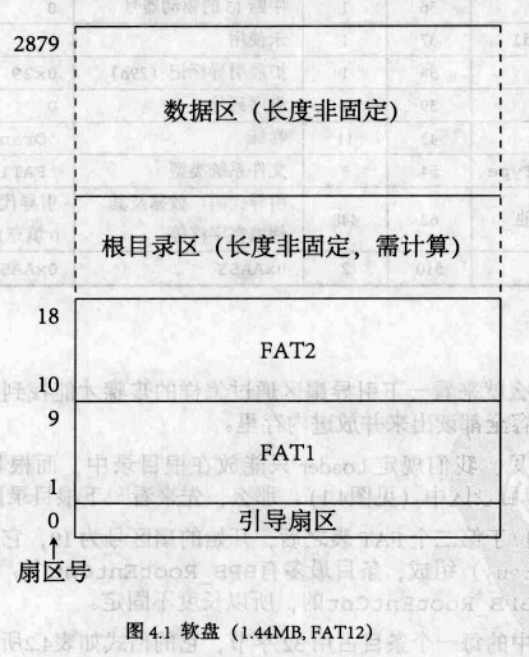 2879
数据区（长度非固定）
根目录区（长度非固定，需计算）
18
FAT2
10
9
FAT1
1
0
引导扇区
扇区号
图 4.1 软盘（1.44MB, FAT12）